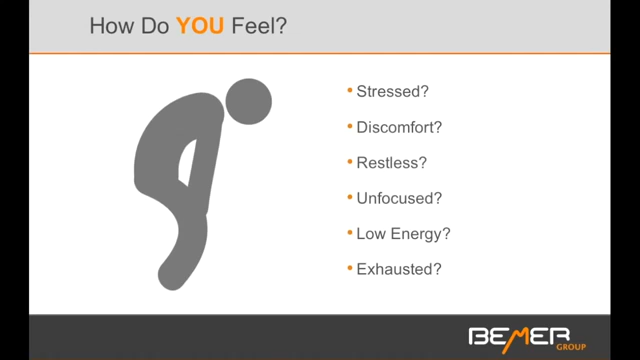 How Do YOU Feel?
• Stressed?
• Discomfort?
• Restless?
• Unfocused?
• Low Energy?
• Exhausted?
BEMER
GROUP